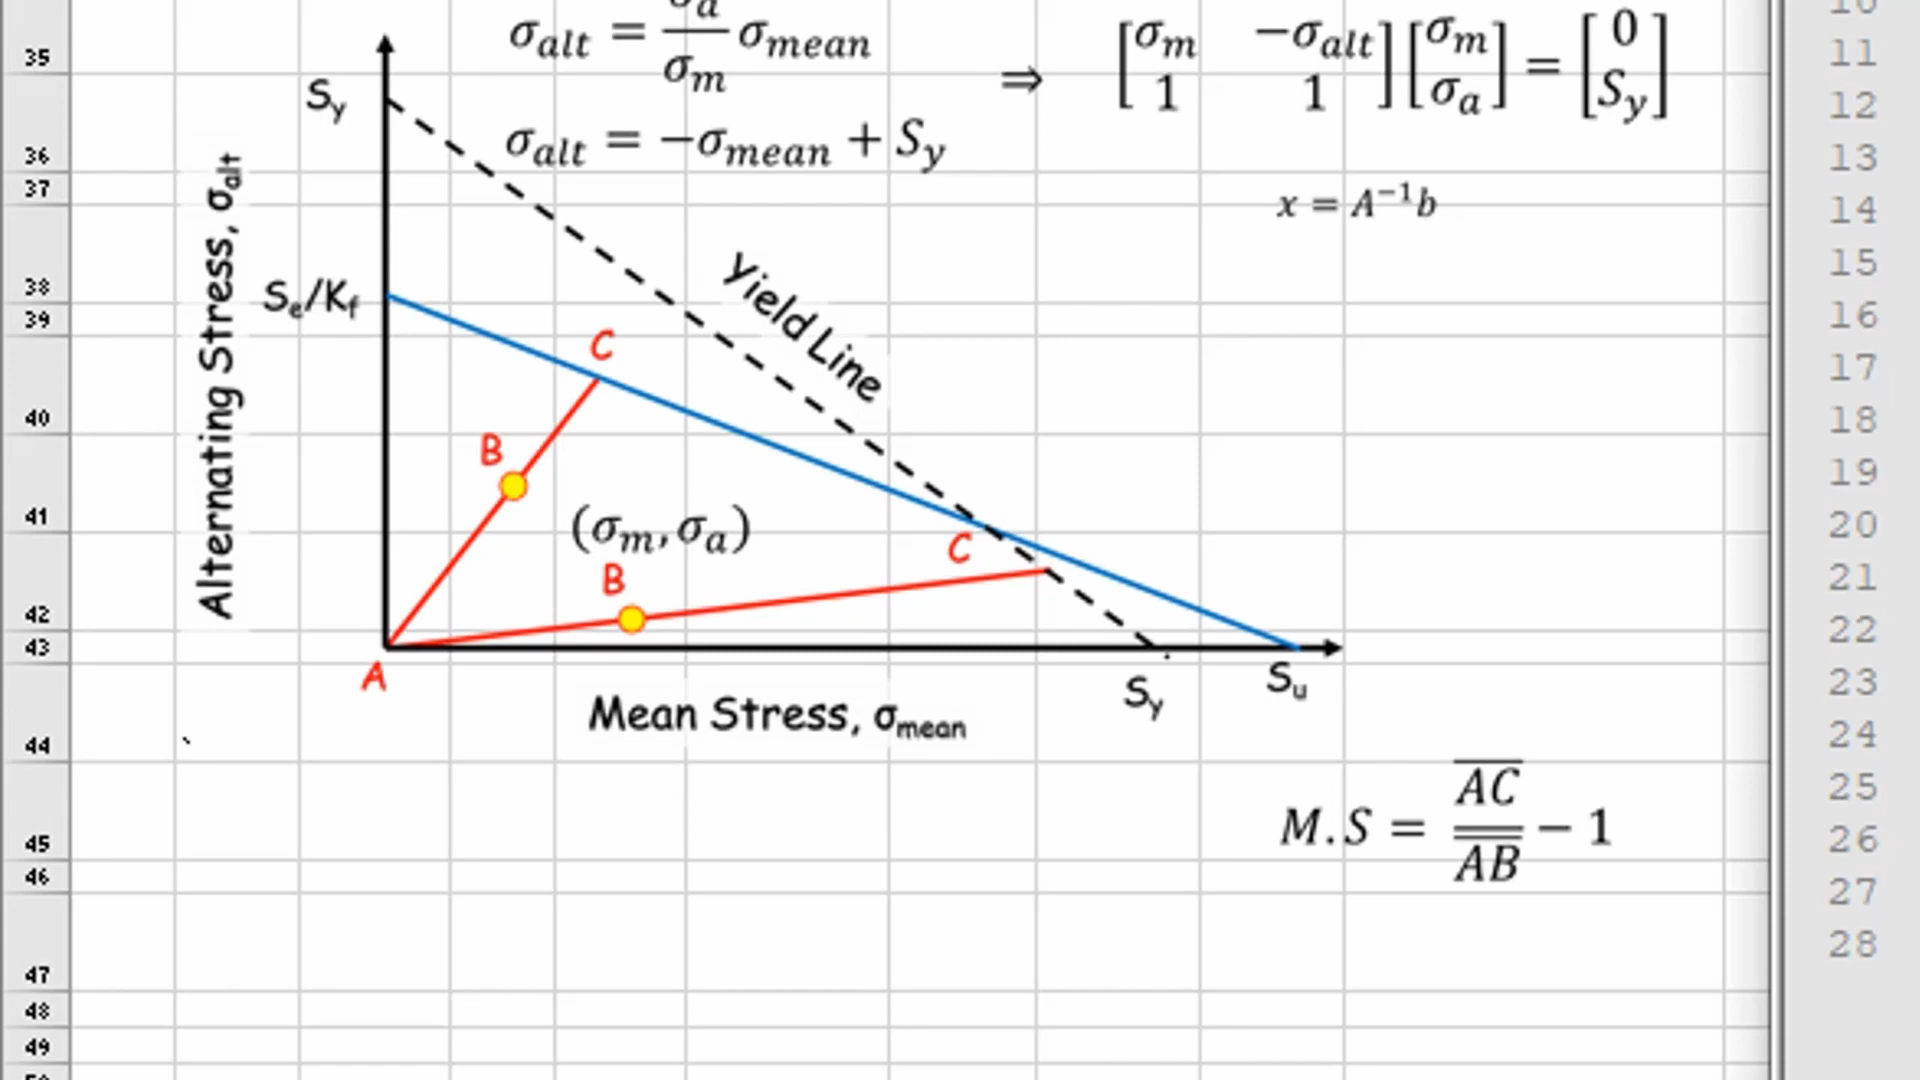 σ_alt = σ_a/σ_m σ_mean
⇒ [σ_m −σ_alt; 1 1] [σ_m; σ_a] = [0; S_y]
σ_alt = −σ_mean + S_y
x = A⁻¹b
S_y
S_e/K_f
Alternating Stress, σ_alt
Yield Line
C
B
(σ_m, σ_a)
B
C
A
S_y
S_u
Mean Stress, σ_mean
M.S = AC/AB − 1
35
36
37
38
39
40
41
42
43
44
45
46
47
48
49
11
12
13
14
15
16
17
18
19
20
21
22
23
24
25
26
27
28